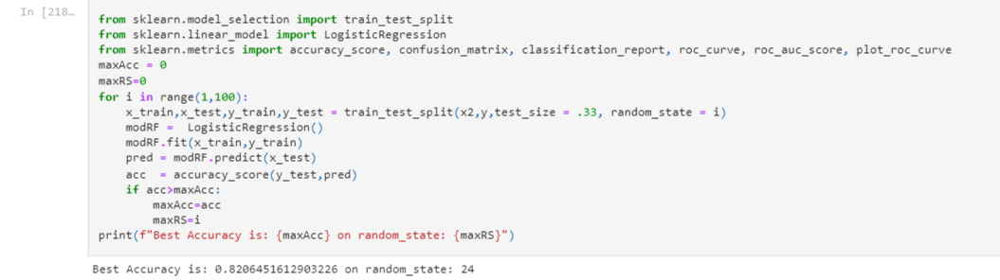 In [218…
from sklearn.model_selection import train_test_split
from sklearn.linear_model import LogisticRegression
from sklearn.metrics import accuracy_score, confusion_matrix, classification_report, roc_curve, roc_auc_score, plot_roc_curve
maxAcc = 0
maxRS=0
for i in range(1,100):
    x_train,x_test,y_train,y_test = train_test_split(x2,y,test_size = .33, random_state = i)
    modRF =  LogisticRegression()
    modRF.fit(x_train,y_train)
    pred = modRF.predict(x_test)
    acc  = accuracy_score(y_test,pred)
    if acc>maxAcc:
        maxAcc=acc
        maxRS=i
print(f"Best Accuracy is: {maxAcc} on random_state: {maxRS}")
Best Accuracy is: 0.8206451612903226 on random_state: 24